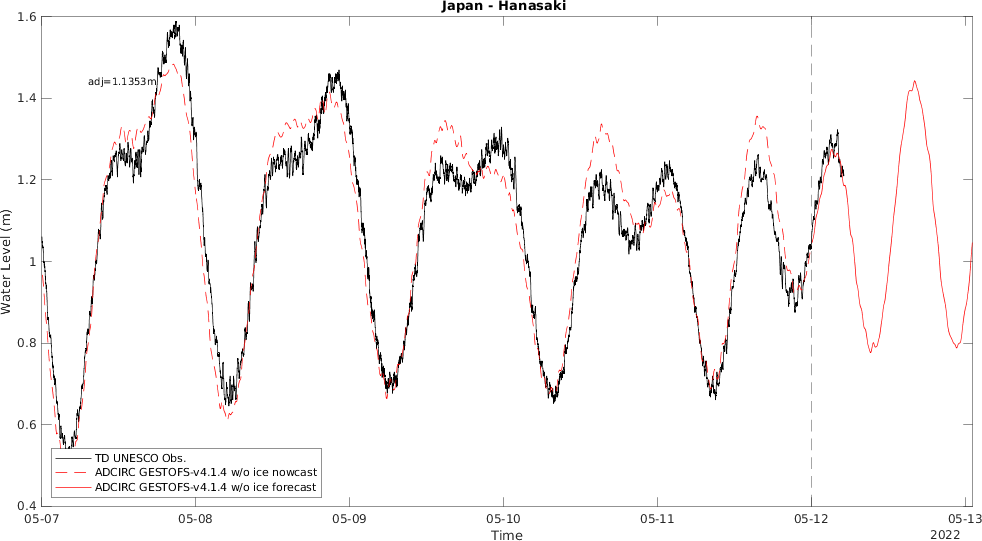 Japan - Hanasaki
1.6
1.4
1.2
1
0.8
0.6
0.4
Water Level (m)
adj=1.1353m
TD UNESCO Obs.
ADCIRC GESTOFS-v4.1.4 w/o ice nowcast
ADCIRC GESTOFS-v4.1.4 w/o ice forecast
05-07 05-08 05-09 05-10 05-11 05-12 05-13
Time
2022